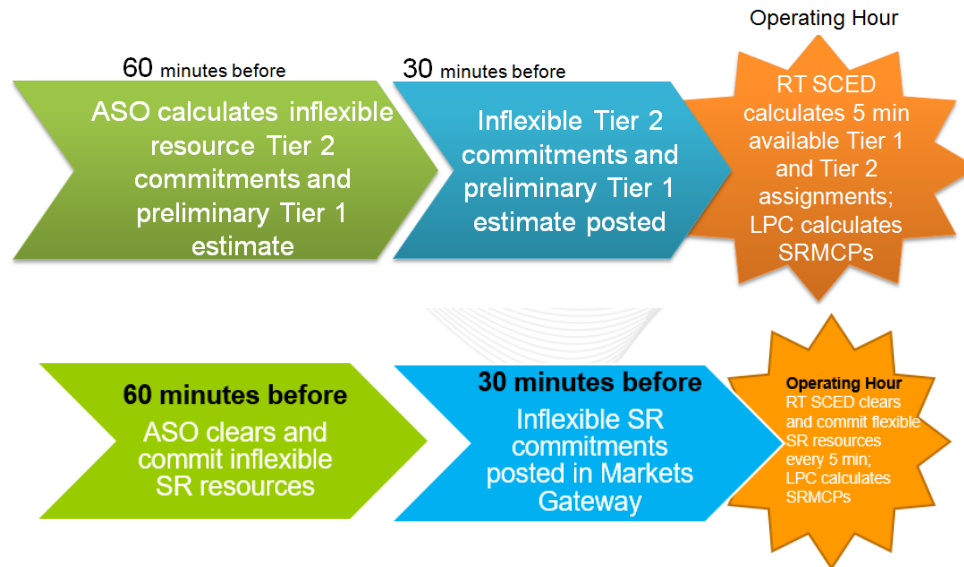 60 minutes before
ASO calculates inflexible
resource Tier 2
commitments and
preliminary Tier 1
estimate
30 minutes before
Inflexible Tier 2
commitments and
preliminary Tier 1
estimate posted
Operating Hour
RT SCED
calculates 5 min
available Tier 1
and Tier 2
assignments;
LPC calculates
SRMCPs
60 minutes before
ASO clears and
commit inflexible
SR resources
30 minutes before
Inflexible SR
commitments
posted in Markets
Gateway
Operating Hour
RT SCED clears
and commit flexible
SR resources
every 5 min;
LPC calculates
SRMCPs